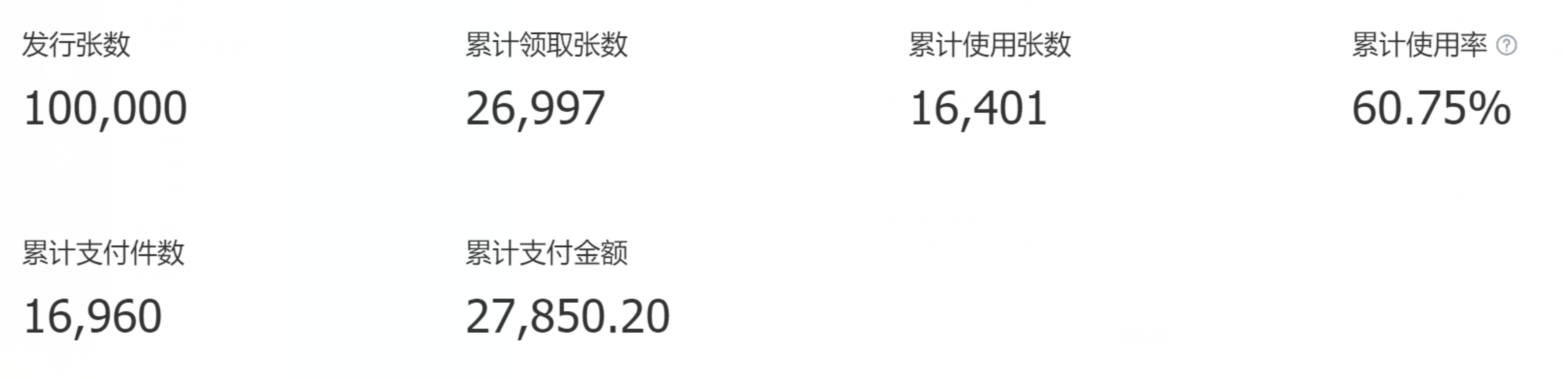 发行张数 累计领取张数 累计使用张数 累计使用率 ?
100,000 26,997 16,401 60.75%
累计支付件数 累计支付金额
16,960 27,850.20